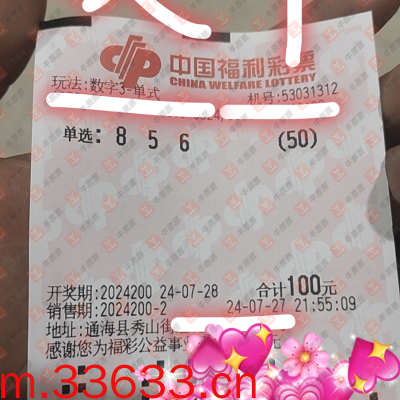 中国福利彩票
CHINA WELFARE LOTTERY
玩法:数字3-单式 机号:53031312
单选: 8 5 6 (50)
开奖期:2024200 24-07-28 合计100元
销售期:2024200-2 24-07-27 21:55:09
地址:通海县秀山街
感谢您为福彩公益事业 元
m.33633.cn